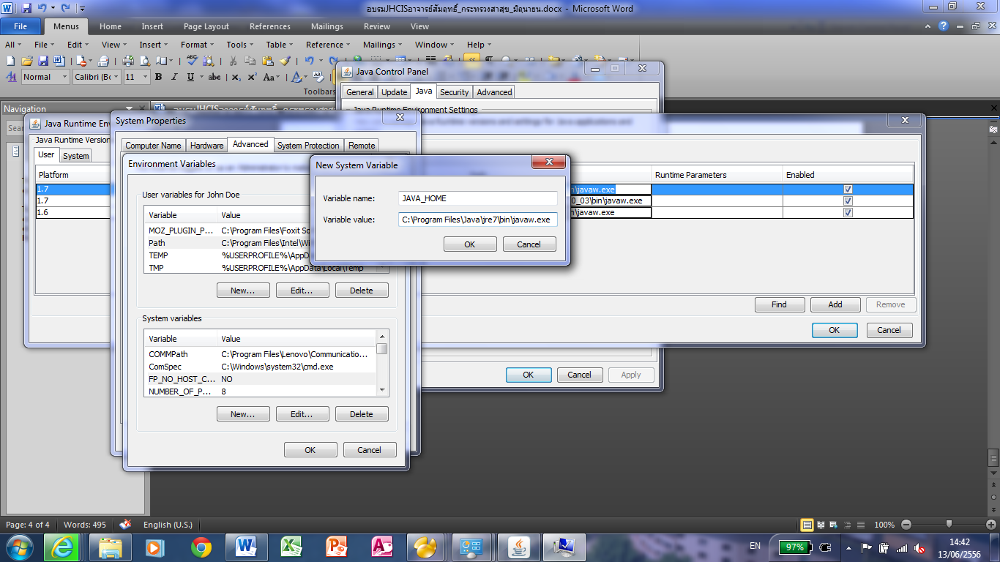 อบรมJHCISอาจารย์สัมฤทธิ์_กระทรวงสาสุข_มิถุนายน.docx - Microsoft Word
File Menus Home Insert Page Layout References Mailings Review View
All File Edit View Insert Format Tools Table Reference Mailings Window Help
Normal Calibri (Bo 11 B I U abc X₂ X² Aa
Toolbars
Java Control Panel
General Update Java Security Advanced
Java Runtime Environment Settings
Navigation
Sea
Java Runtime En
Java Runtime Version
User System
Platform
1.7
1.7
1.6
System Properties
Computer Name Hardware Advanced System Protection Remote
Environment Variables
User variables for John Doe
Variable Value
MOZ_PLUGIN_P... C:\Program Files\Foxit So
Path C:\Program Files\Intel\Wi
TEMP %USERPROFILE%\AppD
TMP %USERPROFILE%\AppData\Local\Temp
New... Edit... Delete
System variables
Variable Value
COMMPath C:\Program Files\Lenovo\Communicatio...
ComSpec C:\Windows\system32\cmd.exe
FP_NO_HOST_C... NO
NUMBER_OF_P... 8
New... Edit... Delete
OK Cancel
New System Variable
Variable name: JAVA_HOME
Variable value: C:\Program Files\Java\jre7\bin\javaw.exe
OK Cancel
Runtime Parameters Enabled
n\javaw.exe
0_03\bin\javaw.exe
n\javaw.exe
Find Add Remove
OK Cancel
OK Cancel Apply
Page: 4 of 4 Words: 495 English (U.S.) 100%
EN 97% 14:42
13/06/2556